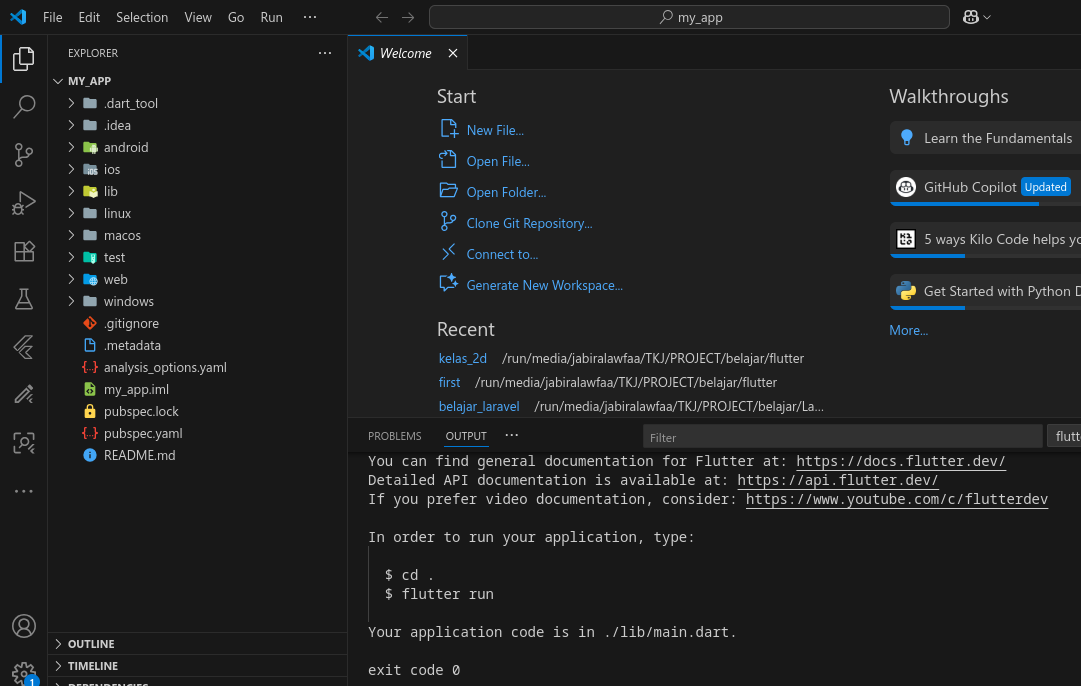 File Edit Selection View Go Run ···
my_app
EXPLORER ···
MY_APP
.dart_tool
.idea
android
ios
lib
linux
macos
test
web
windows
.gitignore
.metadata
analysis_options.yaml
my_app.iml
pubspec.lock
pubspec.yaml
README.md
OUTLINE
TIMELINE
DEPENDENCIES
1
Welcome
Start
New File...
Open File...
Open Folder...
Clone Git Repository...
Connect to...
Generate New Workspace...
Recent
kelas_2d /run/media/jabiralawfaa/TKJ/PROJECT/belajar/flutter
first /run/media/jabiralawfaa/TKJ/PROJECT/belajar/flutter
belajar_laravel /run/media/jabiralawfaa/TKJ/PROJECT/belajar/La...
Walkthroughs
Learn the Fundamentals
GitHub Copilot Updated
5 ways Kilo Code helps yo
Get Started with Python D
More...
PROBLEMS OUTPUT ··· Filter flutt
You can find general documentation for Flutter at: https://docs.flutter.dev/
Detailed API documentation is available at: https://api.flutter.dev/
If you prefer video documentation, consider: https://www.youtube.com/c/flutterdev
In order to run your application, type:
$ cd .
$ flutter run
Your application code is in ./lib/main.dart.
exit code 0